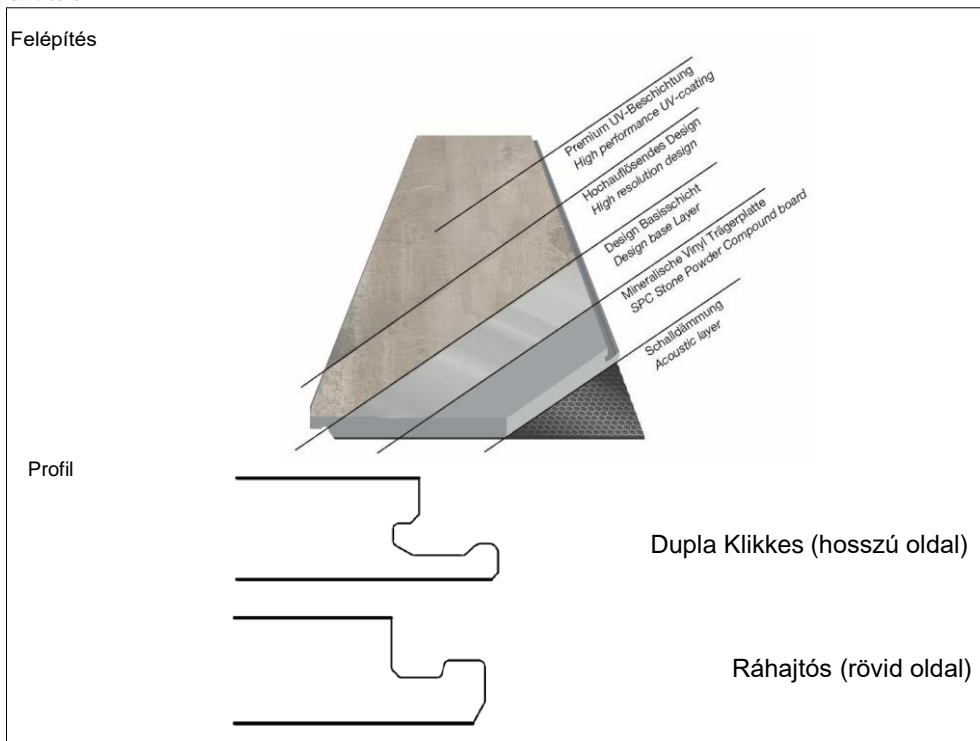 Felépítés
Premium UV-Beschichtung
High performance UV-coating
Hochauflösendes Design
High resolution design
Design Basisschicht
Design base Layer
Mineralische Vinyl Trägerplatte
SPC Stone Powder Compound board
Schalldämmung
Acoustic layer
Profil
Dupla Klikkes (hosszú oldal)
Ráhajtós (rövid oldal)